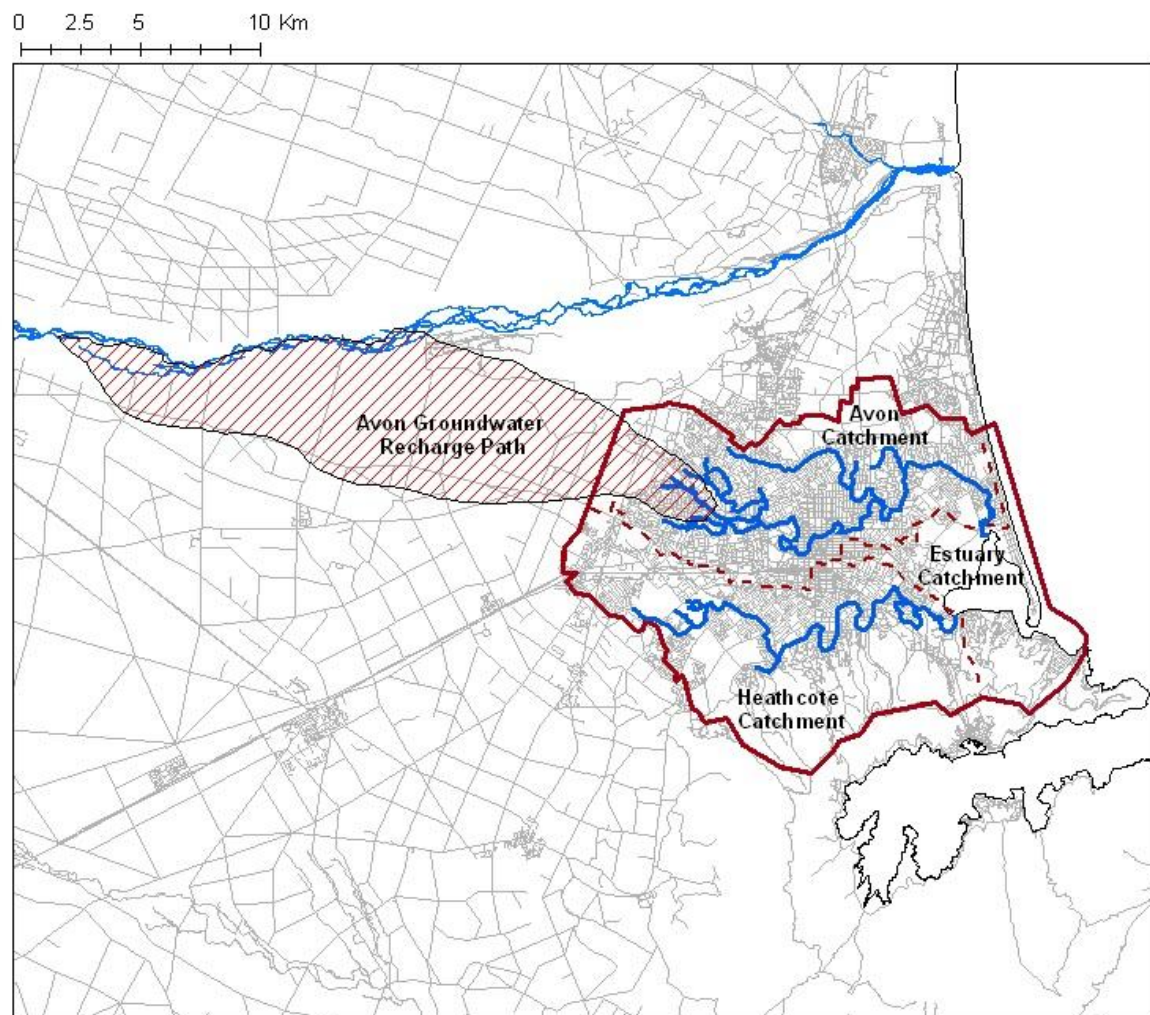 0 2.5 5 10 Km
Avon
Catchment
Avon Groundwater
Recharge Path
Estuary
Catchment
Heathcote
Catchment